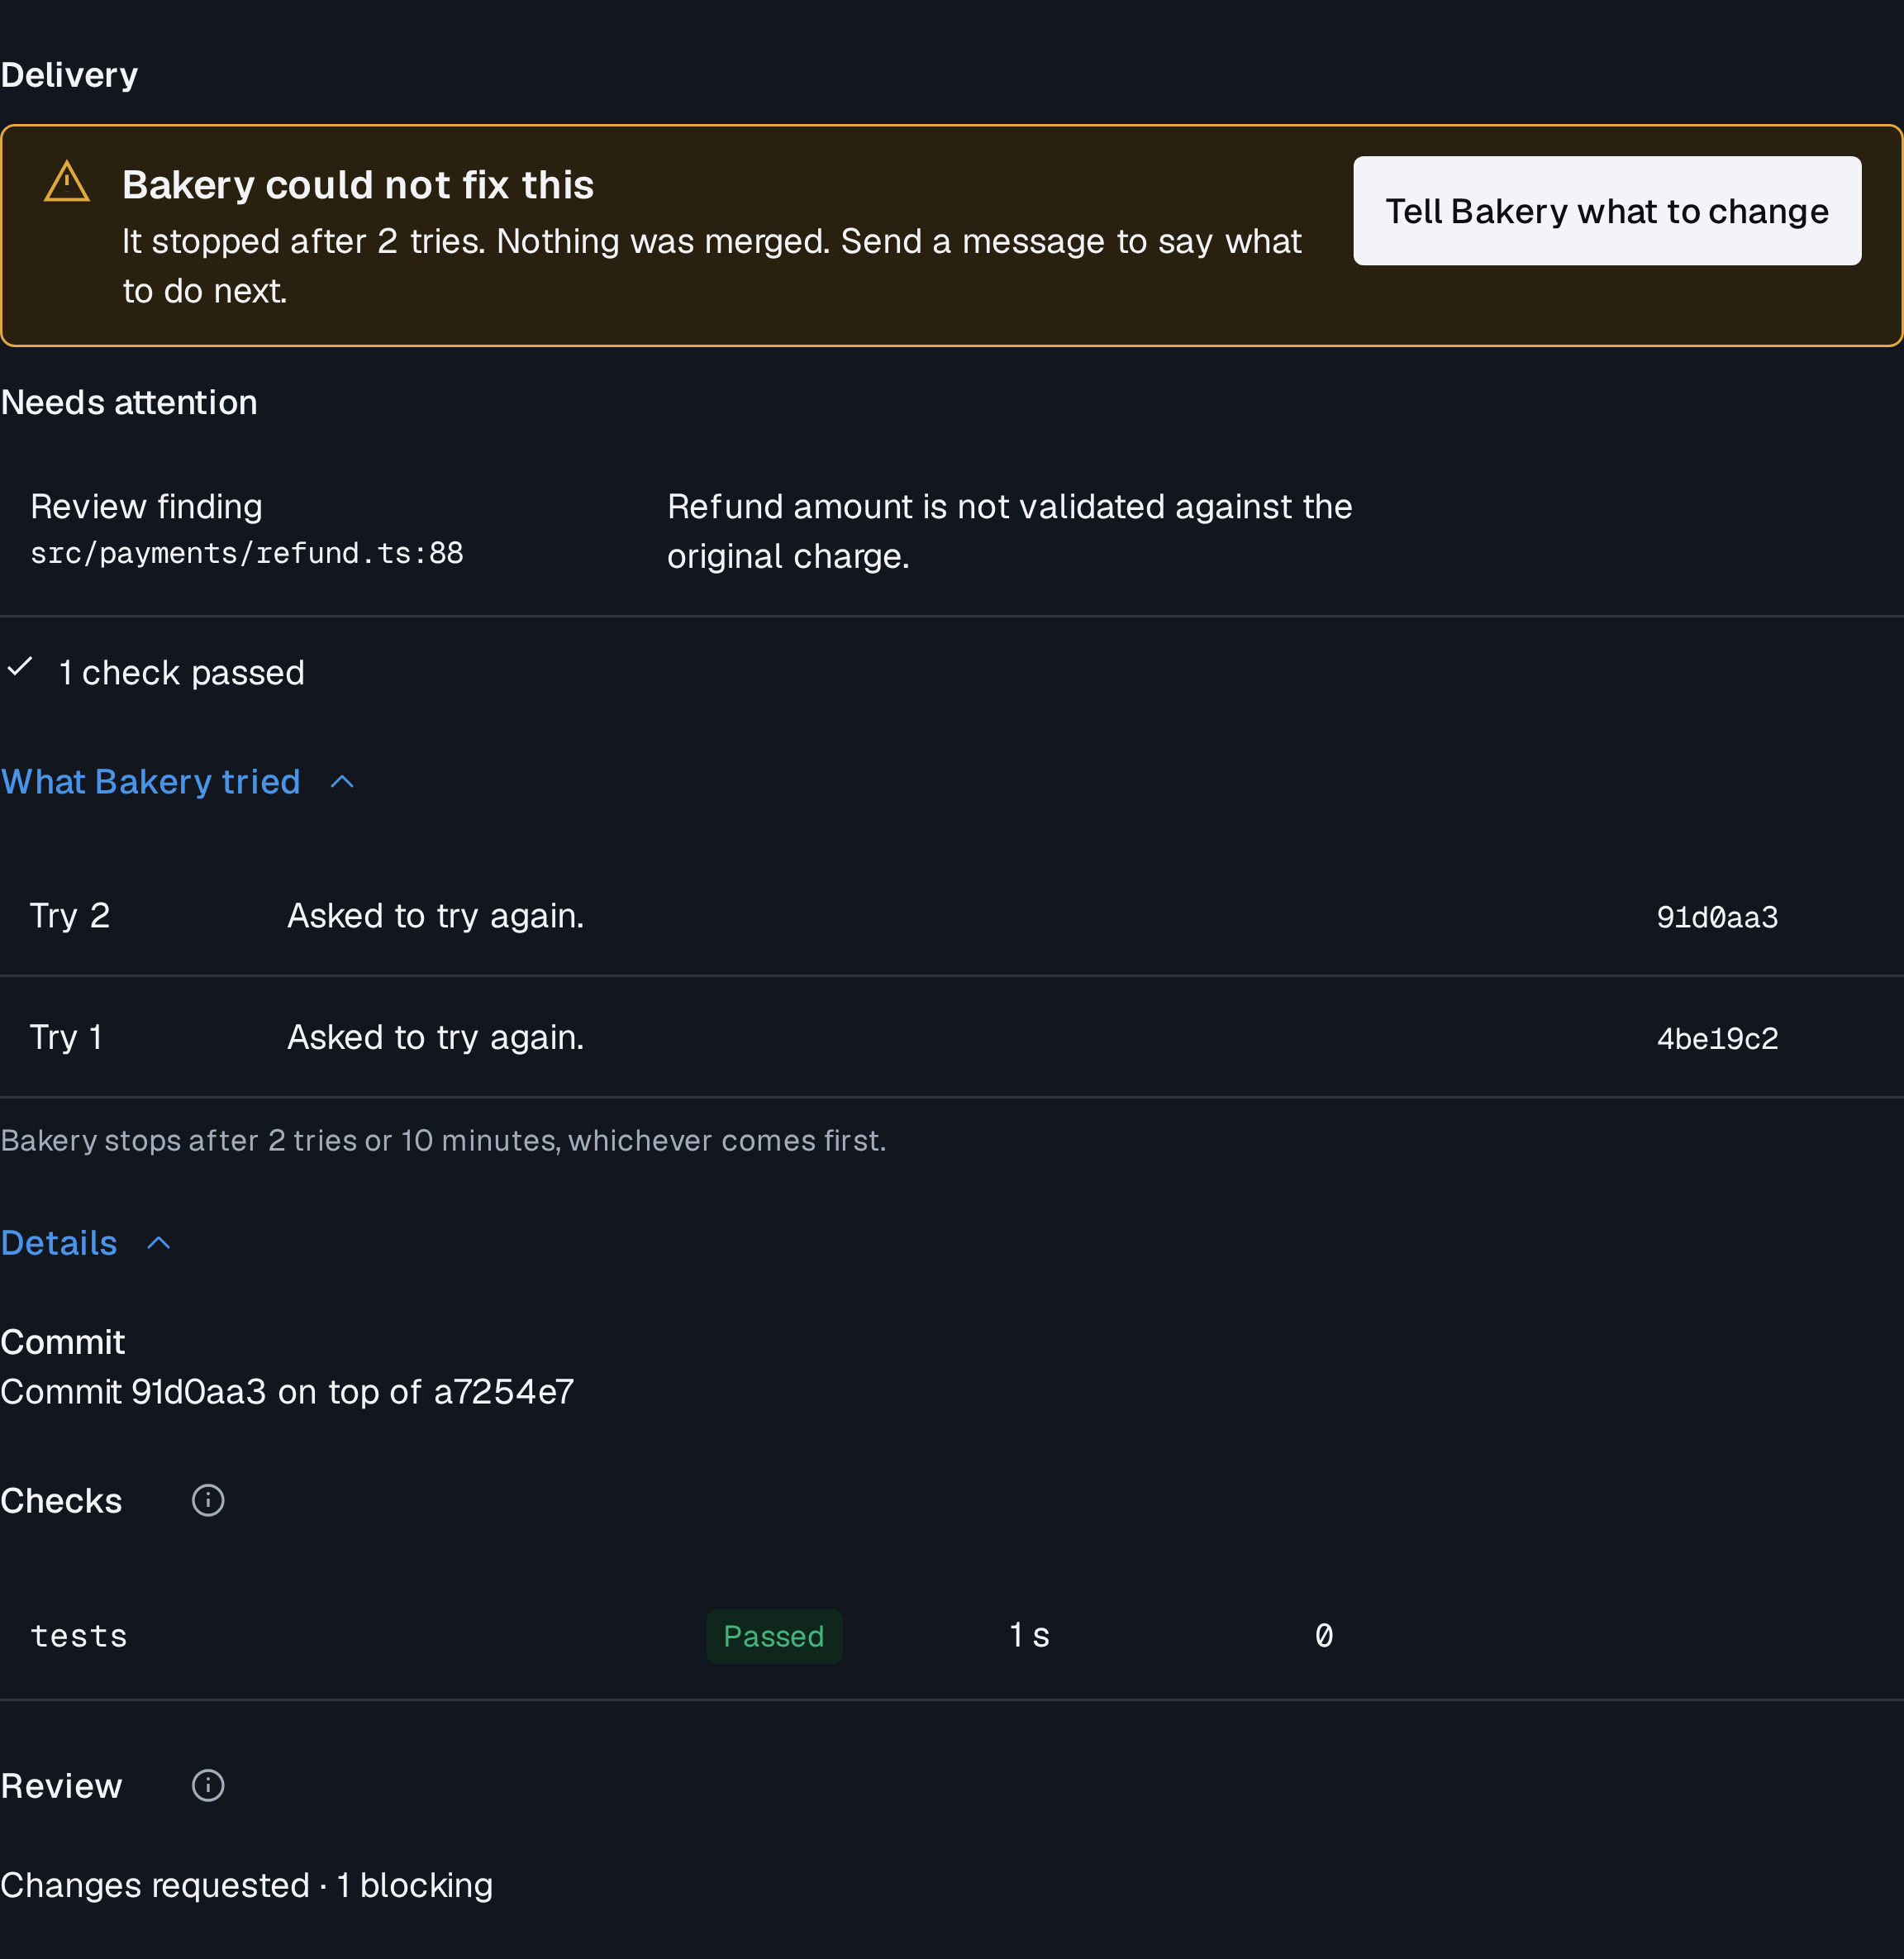 Delivery
Bakery could not fix this
It stopped after 2 tries. Nothing was merged. Send a message to say what
to do next.
Tell Bakery what to change
Needs attention
Review finding
src/payments/refund.ts:88
Refund amount is not validated against the
original charge.
1 check passed
What Bakery tried
Try 2 Asked to try again. 91d0aa3
Try 1 Asked to try again. 4be19c2
Bakery stops after 2 tries or 10 minutes, whichever comes first.
Details
Commit
Commit 91d0aa3 on top of a7254e7
Checks
tests Passed 1 s 0
Review
Changes requested · 1 blocking